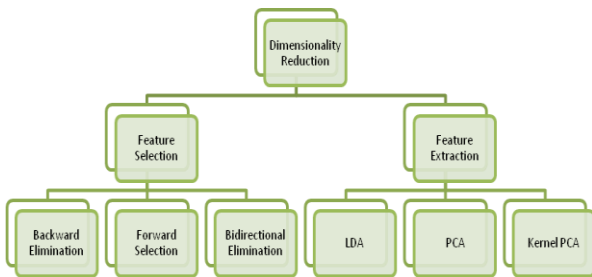 Dimensionality
Reduction
Feature
Selection
Feature
Extraction
Backward
Elimination
Forward
Selection
Bidirectional
Elimination
LDA
PCA
Kernel PCA